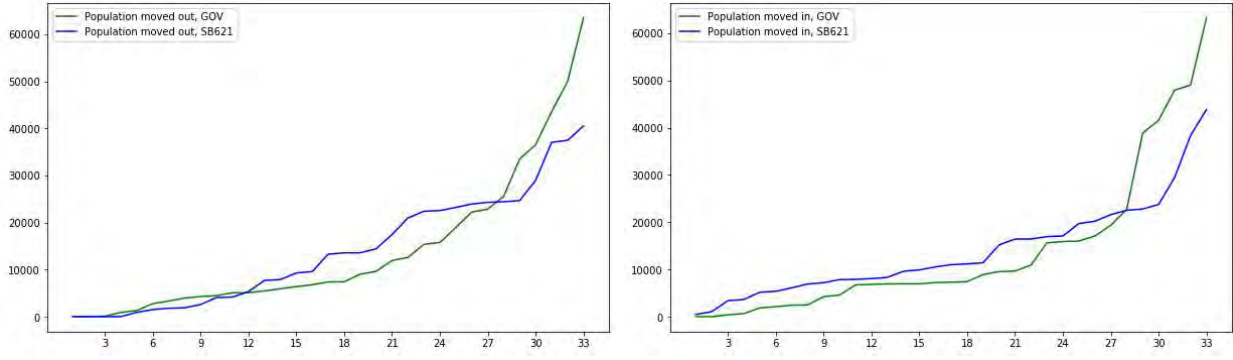 Population moved out, GOV
Population moved out, SB621
60000
50000
40000
30000
20000
10000
0
3 6 9 12 15 18 21 24 27 30 33
Population moved in, GOV
Population moved in, SB621
60000
50000
40000
30000
20000
10000
0
3 6 9 12 15 18 21 24 27 30 33